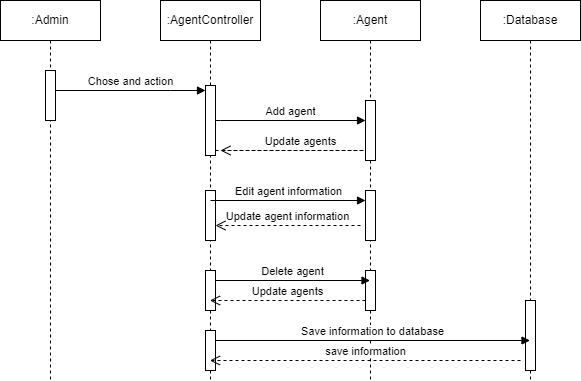 :Admin
:AgentController
:Agent
:Database
Chose and action
Add agent
Update agents
Edit agent information
Update agent information
Delete agent
Update agents
Save information to database
save information